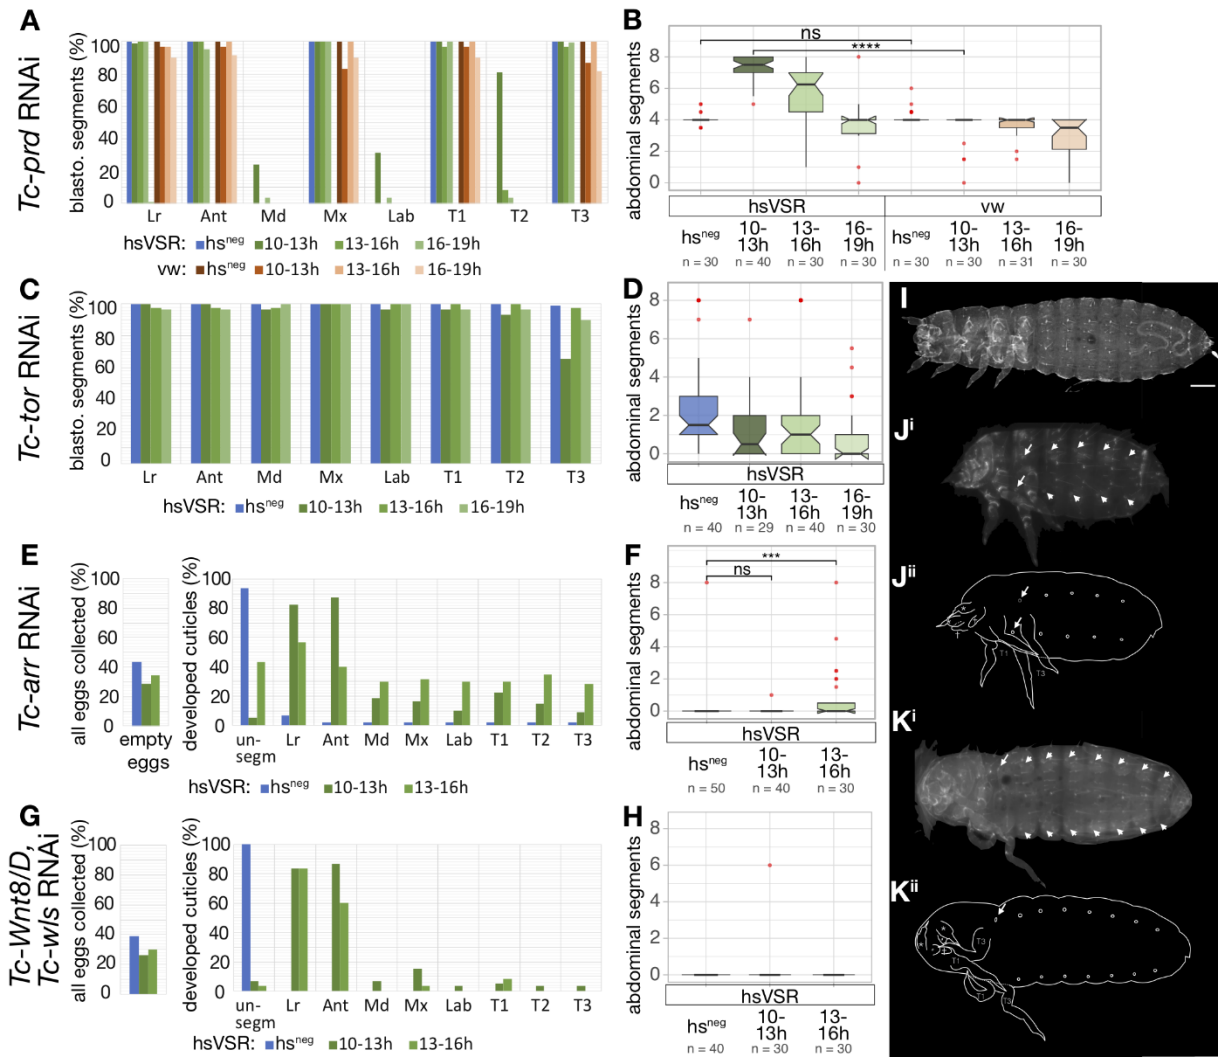 A
Tc-prd RNAi
blasto. segments (%)
100
80
60
40
20
0
Lr Ant Md Mx Lab T1 T2 T3
hsVSR: hsneg 10-13h 13-16h 16-19h
vw: hsneg 10-13h 13-16h 16-19h
B
abdominal segments
ns
****
8
6
4
2
0
hsVSR vw
hsneg 10-13h 13-16h 16-19h hsneg 10-13h 13-16h 16-19h
n = 30 n = 40 n = 30 n = 30 n = 30 n = 30 n = 31 n = 30
C
Tc-tor RNAi
blasto. segments (%)
100
80
60
40
20
0
Lr Ant Md Mx Lab T1 T2 T3
hsVSR: hsneg 10-13h 13-16h 16-19h
D
abdominal segments
8
6
4
2
0
hsVSR
hsneg 10-13h 13-16h 16-19h
n = 40 n = 29 n = 40 n = 30
E
Tc-arr RNAi
all eggs collected (%)
100
80
60
40
20
0
empty
eggs
developed cuticles (%)
100
80
60
40
20
0
un-segm Lr Ant Md Mx Lab T1 T2 T3
hsVSR: hsneg 10-13h 13-16h
F
abdominal segments
***
ns
8
6
4
2
0
hsVSR
hsneg 10-13h 13-16h
n = 50 n = 40 n = 30
G
Tc-Wnt8/D,
Tc-wls RNAi
all eggs collected (%)
100
80
60
40
20
0
developed cuticles (%)
100
80
60
40
20
0
un-segm Lr Ant Md Mx Lab T1 T2 T3
hsVSR: hsneg 10-13h 13-16h
H
abdominal segments
8
6
4
2
0
hsVSR
hsneg 10-13h 13-16h
n = 40 n = 30 n = 30
I
Ji
Jii
*
T1
T3
Ki
Kii
*
*
T3
T1
T1
T3